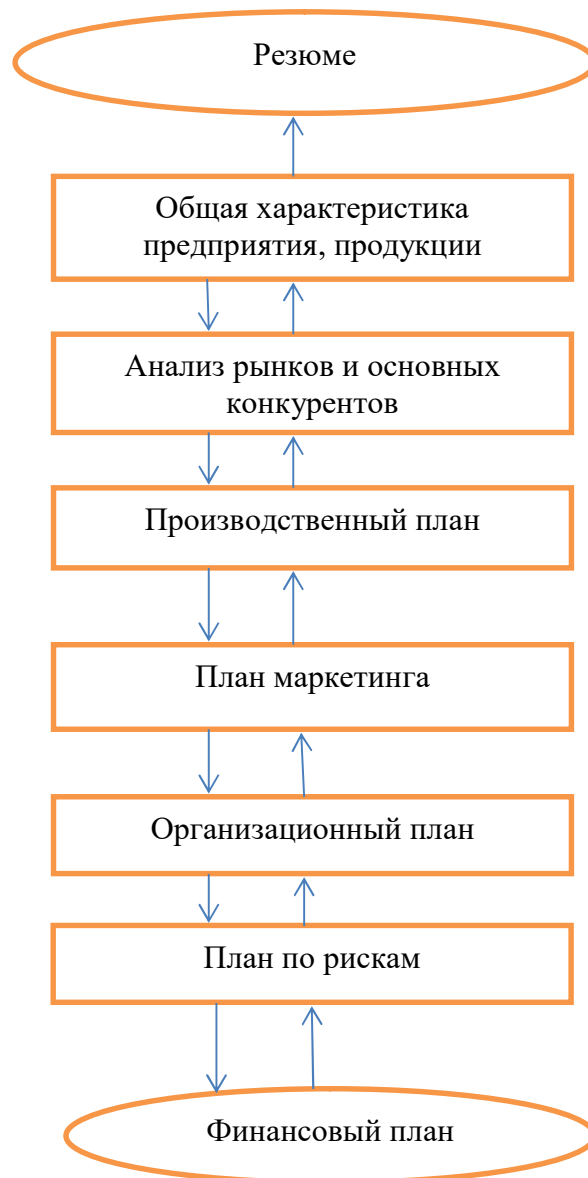 Резюме
Общая характеристика
предприятия, продукции
Анализ рынков и основных
конкурентов
Производственный план
План маркетинга
Организационный план
План по рискам
Финансовый план